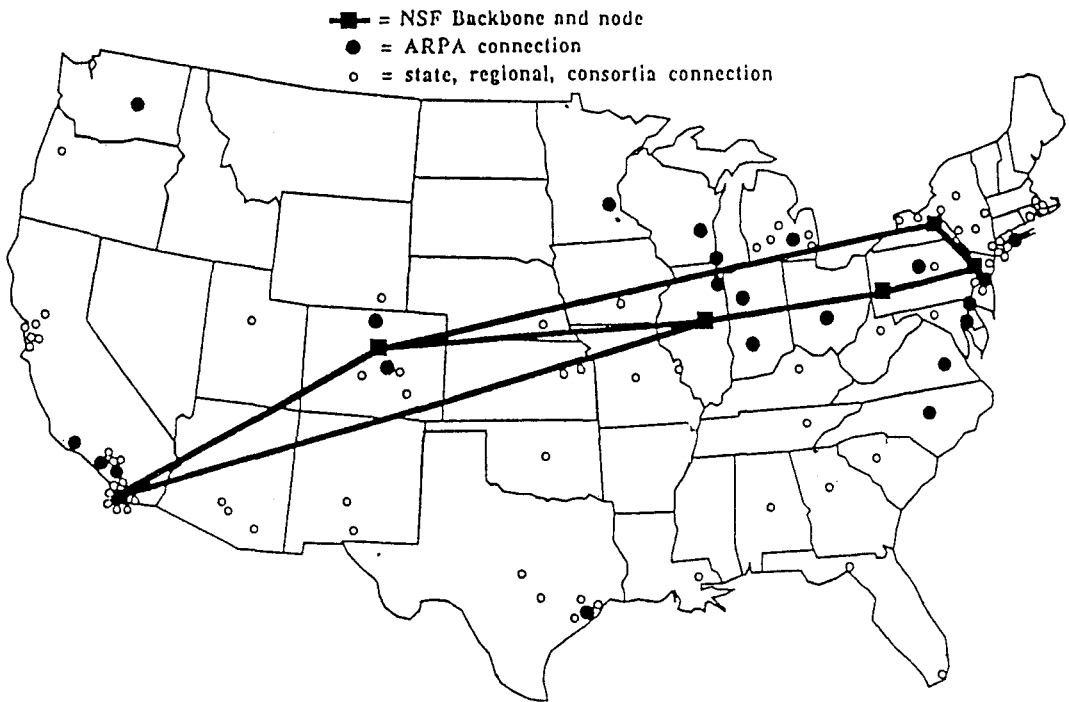 = NSF Backbone and node
= ARPA connection
= state, regional, consortia connection